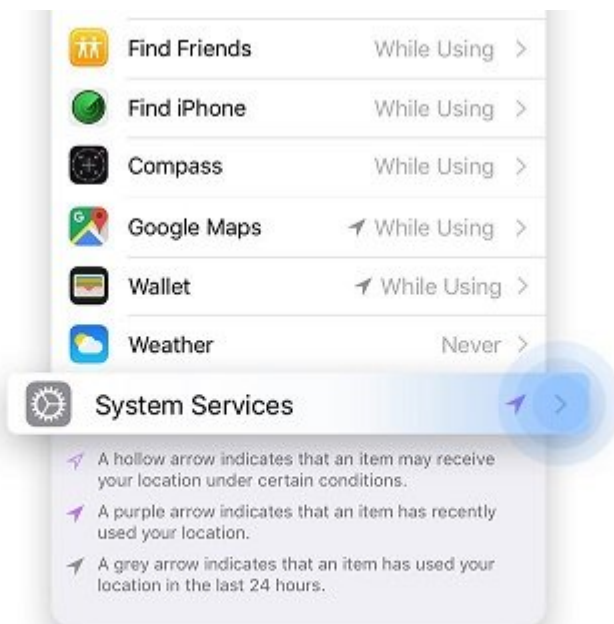 Find Friends While Using
Find iPhone While Using
Compass While Using
Google Maps While Using
Wallet While Using
Weather Never
System Services
A hollow arrow indicates that an item may receive
your location under certain conditions.
A purple arrow indicates that an item has recently
used your location.
A grey arrow indicates that an item has used your
location in the last 24 hours.